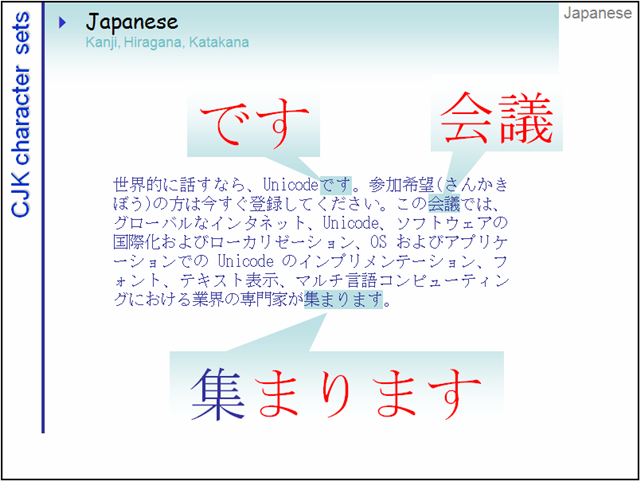 CJK character sets
Japanese
Kanji, Hiragana, Katakana
Japanese
です
会議
世界的に話すなら、Unicodeです。参加希望(さんかき
ぼう)の方は今すぐ登録してください。この会議では、
グローバルなインタネット、Unicode、ソフトウェアの
国際化およびローカリゼーション、OS およびアプリケ
ーションでの Unicode のインプリメンテーション、フ
ォント、テキスト表示、マルチ言語コンピューティン
グにおける業界の専門家が集まります。
集まります